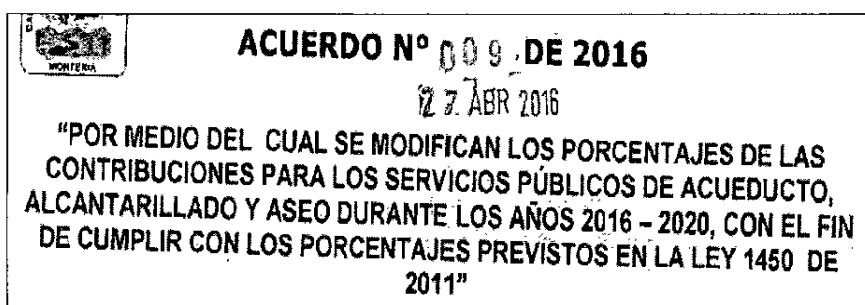 MONTERIA
ACUERDO Nº 009 DE 2016
27 ABR 2016
"POR MEDIO DEL CUAL SE MODIFICAN LOS PORCENTAJES DE LAS
CONTRIBUCIONES PARA LOS SERVICIOS PÚBLICOS DE ACUEDUCTO,
ALCANTARILLADO Y ASEO DURANTE LOS AÑOS 2016 – 2020, CON EL FIN
DE CUMPLIR CON LOS PORCENTAJES PREVISTOS EN LA LEY 1450 DE
2011"